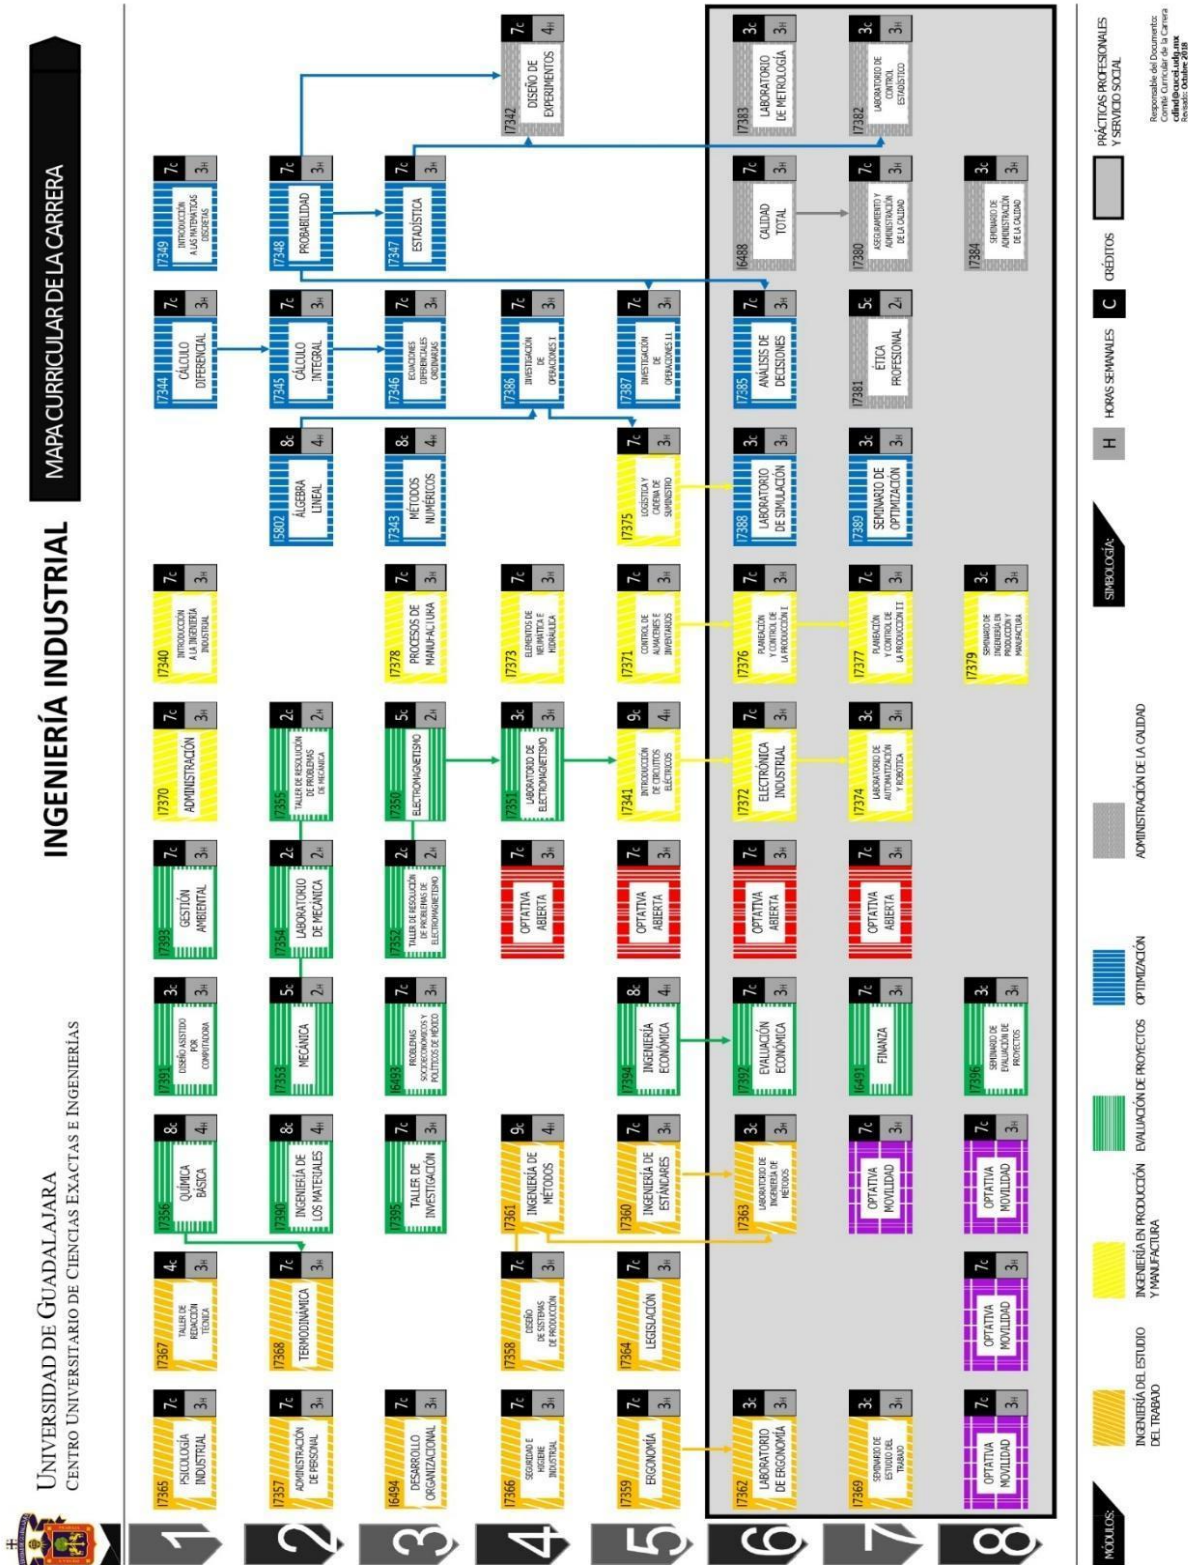 UNIVERSIDAD DE GUADALAJARA
CENTRO UNIVERSITARIO DE CIENCIAS EXACTAS E INGENIERÍAS
INGENIERÍA INDUSTRIAL
MAPA CURRICULAR DE LA CARRERA
1
I7365
PSICOLOGÍA
INDUSTRIAL
7C
3H
I7367
TALLER DE
REDACCIÓN
TÉCNICA
4C
3H
I7356
QUÍMICA
BÁSICA
8C
4H
I7391
DISEÑO ASISTIDO
POR
COMPUTADORA
3C
3H
I7393
GESTIÓN
AMBIENTAL
7C
3H
I7370
ADMINISTRACIÓN
7C
3H
I7340
INTRODUCCIÓN
A LA INGENIERÍA
INDUSTRIAL
7C
3H
I7344
CÁLCULO
DIFERENCIAL
7C
3H
I7349
INTRODUCCIÓN
A LAS MATEMÁTICAS
DISCRETAS
7C
3H
2
I7357
ADMINISTRACIÓN
DE PERSONAL
7C
3H
I7368
TERMODINÁMICA
7C
3H
I7390
INGENIERÍA DE
LOS MATERIALES
8C
4H
I7353
MECÁNICA
5C
2H
I7354
LABORATORIO
DE MECÁNICA
2C
2H
I7355
TALLER DE RESOLUCIÓN
DE PROBLEMAS
DE MECÁNICA
2C
2H
I5802
ÁLGEBRA
LINEAL
8C
4H
I7345
CÁLCULO
INTEGRAL
7C
3H
I7348
PROBABILIDAD
7C
3H
3
I6494
DESARROLLO
ORGANIZACIONAL
7C
3H
I7395
TALLER DE
INVESTIGACIÓN
7C
3H
I6493
PROBLEMAS
SOCIOECONÓMICOS Y
POLÍTICOS DE MÉXICO
7C
3H
I7352
TALLER DE RESOLUCIÓN
DE PROBLEMAS DE
ELECTROMAGNETISMO
2C
2H
I7350
ELECTROMAGNETISMO
5C
2H
I7378
PROCESOS DE
MANUFACTURA
7C
3H
I7343
MÉTODOS
NUMÉRICOS
8C
4H
I7346
ECUACIONES
DIFERENCIALES
ORDINARIAS
7C
3H
I7347
ESTADÍSTICA
7C
3H
4
I7366
SEGURIDAD E
HIGIENE
INDUSTRIAL
7C
3H
I7358
DISEÑO
DE SISTEMAS
DE PRODUCCIÓN
7C
3H
I7361
INGENIERÍA DE
MÉTODOS
9C
4H
OPTATIVA
ABIERTA
7C
3H
I7351
LABORATORIO DE
ELECTROMAGNETISMO
3C
3H
I7373
ELEMENTOS DE
NEUMÁTICA E
HIDRÁULICA
7C
3H
I7386
INVESTIGACIÓN
DE
OPERACIONES I
7C
3H
I7342
DISEÑO DE
EXPERIMENTOS
7C
4H
5
I7359
ERGONOMÍA
7C
3H
I7364
LEGISLACIÓN
7C
3H
I7360
INGENIERÍA DE
ESTÁNDARES
7C
3H
I7394
INGENIERÍA
ECONÓMICA
8C
4H
OPTATIVA
ABIERTA
7C
3H
I7341
INTRODUCCIÓN
DE CIRCUITOS
ELÉCTRICOS
9C
4H
I7371
CONTROL DE
ALMACENES E
INVENTARIOS
7C
3H
I7375
LOGÍSTICA Y
CADENA DE
SUMINISTRO
7C
3H
I7387
INVESTIGACIÓN
DE
OPERACIONES II
7C
3H
6
I7362
LABORATORIO
DE ERGONOMÍA
3C
3H
I7363
LABORATORIO DE
INGENIERÍA DE
MÉTODOS
3C
3H
I7392
EVALUACIÓN
ECONÓMICA
7C
3H
OPTATIVA
ABIERTA
7C
3H
I7372
ELECTRÓNICA
INDUSTRIAL
7C
3H
I7376
PLANEACIÓN
Y CONTROL DE
LA PRODUCCIÓN I
7C
3H
I7388
LABORATORIO
DE SIMULACIÓN
3C
3H
I7385
ANÁLISIS DE
DECISIONES
7C
3H
I6488
CALIDAD
TOTAL
7C
3H
I7383
LABORATORIO
DE METROLOGÍA
3C
3H
7
I7369
SEMINARIO DE
ESTUDIO DEL
TRABAJO
3C
3H
OPTATIVA
MOVILIDAD
7C
3H
I6491
FINANZA
7C
3H
OPTATIVA
ABIERTA
7C
3H
I7374
LABORATORIO DE
AUTOMATIZACIÓN
Y ROBÓTICA
3C
3H
I7377
PLANEACIÓN
Y CONTROL DE
LA PRODUCCION II
7C
3H
I7389
SEMINARIO DE
OPTIMIZACIÓN
3C
3H
I7381
ÉTICA
PROFESIONAL
5C
2H
I7380
ASEGURAMIENTO Y
ADMINISTRACIÓN
DE LA CALIDAD
7C
3H
I7382
LABORATORIO DE
CONTROL
ESTADÍSTICO
3C
3H
8
OPTATIVA
MOVILIDAD
7C
3H
OPTATIVA
MOVILIDAD
7C
3H
OPTATIVA
MOVILIDAD
7C
3H
I7396
SEMINARIO DE
EVALUACIÓN DE
PROYECTOS
3C
3H
I7379
SEMINARIO DE
INGENIERÍA EN
PRODUCCIÓN Y
MANUFACTURA
3C
3H
I7384
SEMINARIO DE
ADMINISTRACIÓN
DE LA CALIDAD
3C
3H
MÓDULOS:
INGENIERÍA DEL ESTUDIO
DEL TRABAJO
INGENIERÍA EN PRODUCCIÓN
Y MANUFACTURA
EVALUACIÓN DE PROYECTOS
OPTIMIZACIÓN
ADMINISTRACIÓN DE LA CALIDAD
SIMBOLOGÍA:
H
HORAS SEMANALES
C
CRÉDITOS
PRÁCTICAS PROFESIONALES
Y SERVICIO SOCIAL
Responsable del Documento:
Comité Curricular de la Carrera
cdind@cucei.udg.mx
Revisado: Octubre 2018